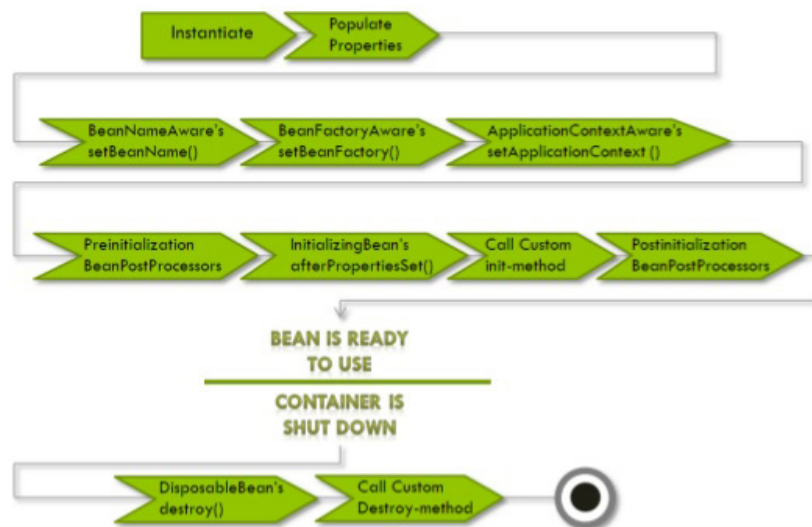 Instantiate
Populate
Properties
BeanNameAware's
setBeanName()
BeanFactoryAware's
setBeanFactory()
ApplicationContextAware's
setApplicationContext ()
Preinitialization
BeanPostProcessors
InitializingBean's
afterPropertiesSet()
Call Custom
init-method
Postinitialization
BeanPostProcessors
BEAN IS READY
TO USE
CONTAINER IS
SHUT DOWN
DisposableBean's
destroy()
Call Custom
Destroy-method